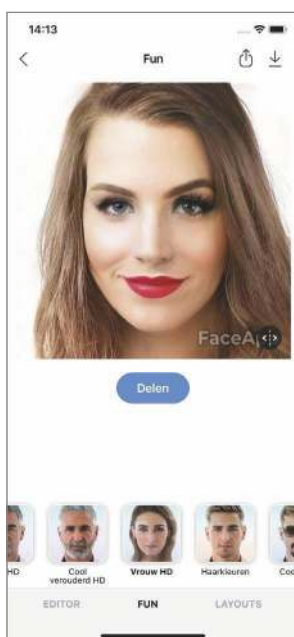 14:13
Fun
FaceA
Delen
HD
Cool
verouderd HD
Vrouw HD
Haarkleuren
Coo
EDITOR
FUN
LAYOUTS